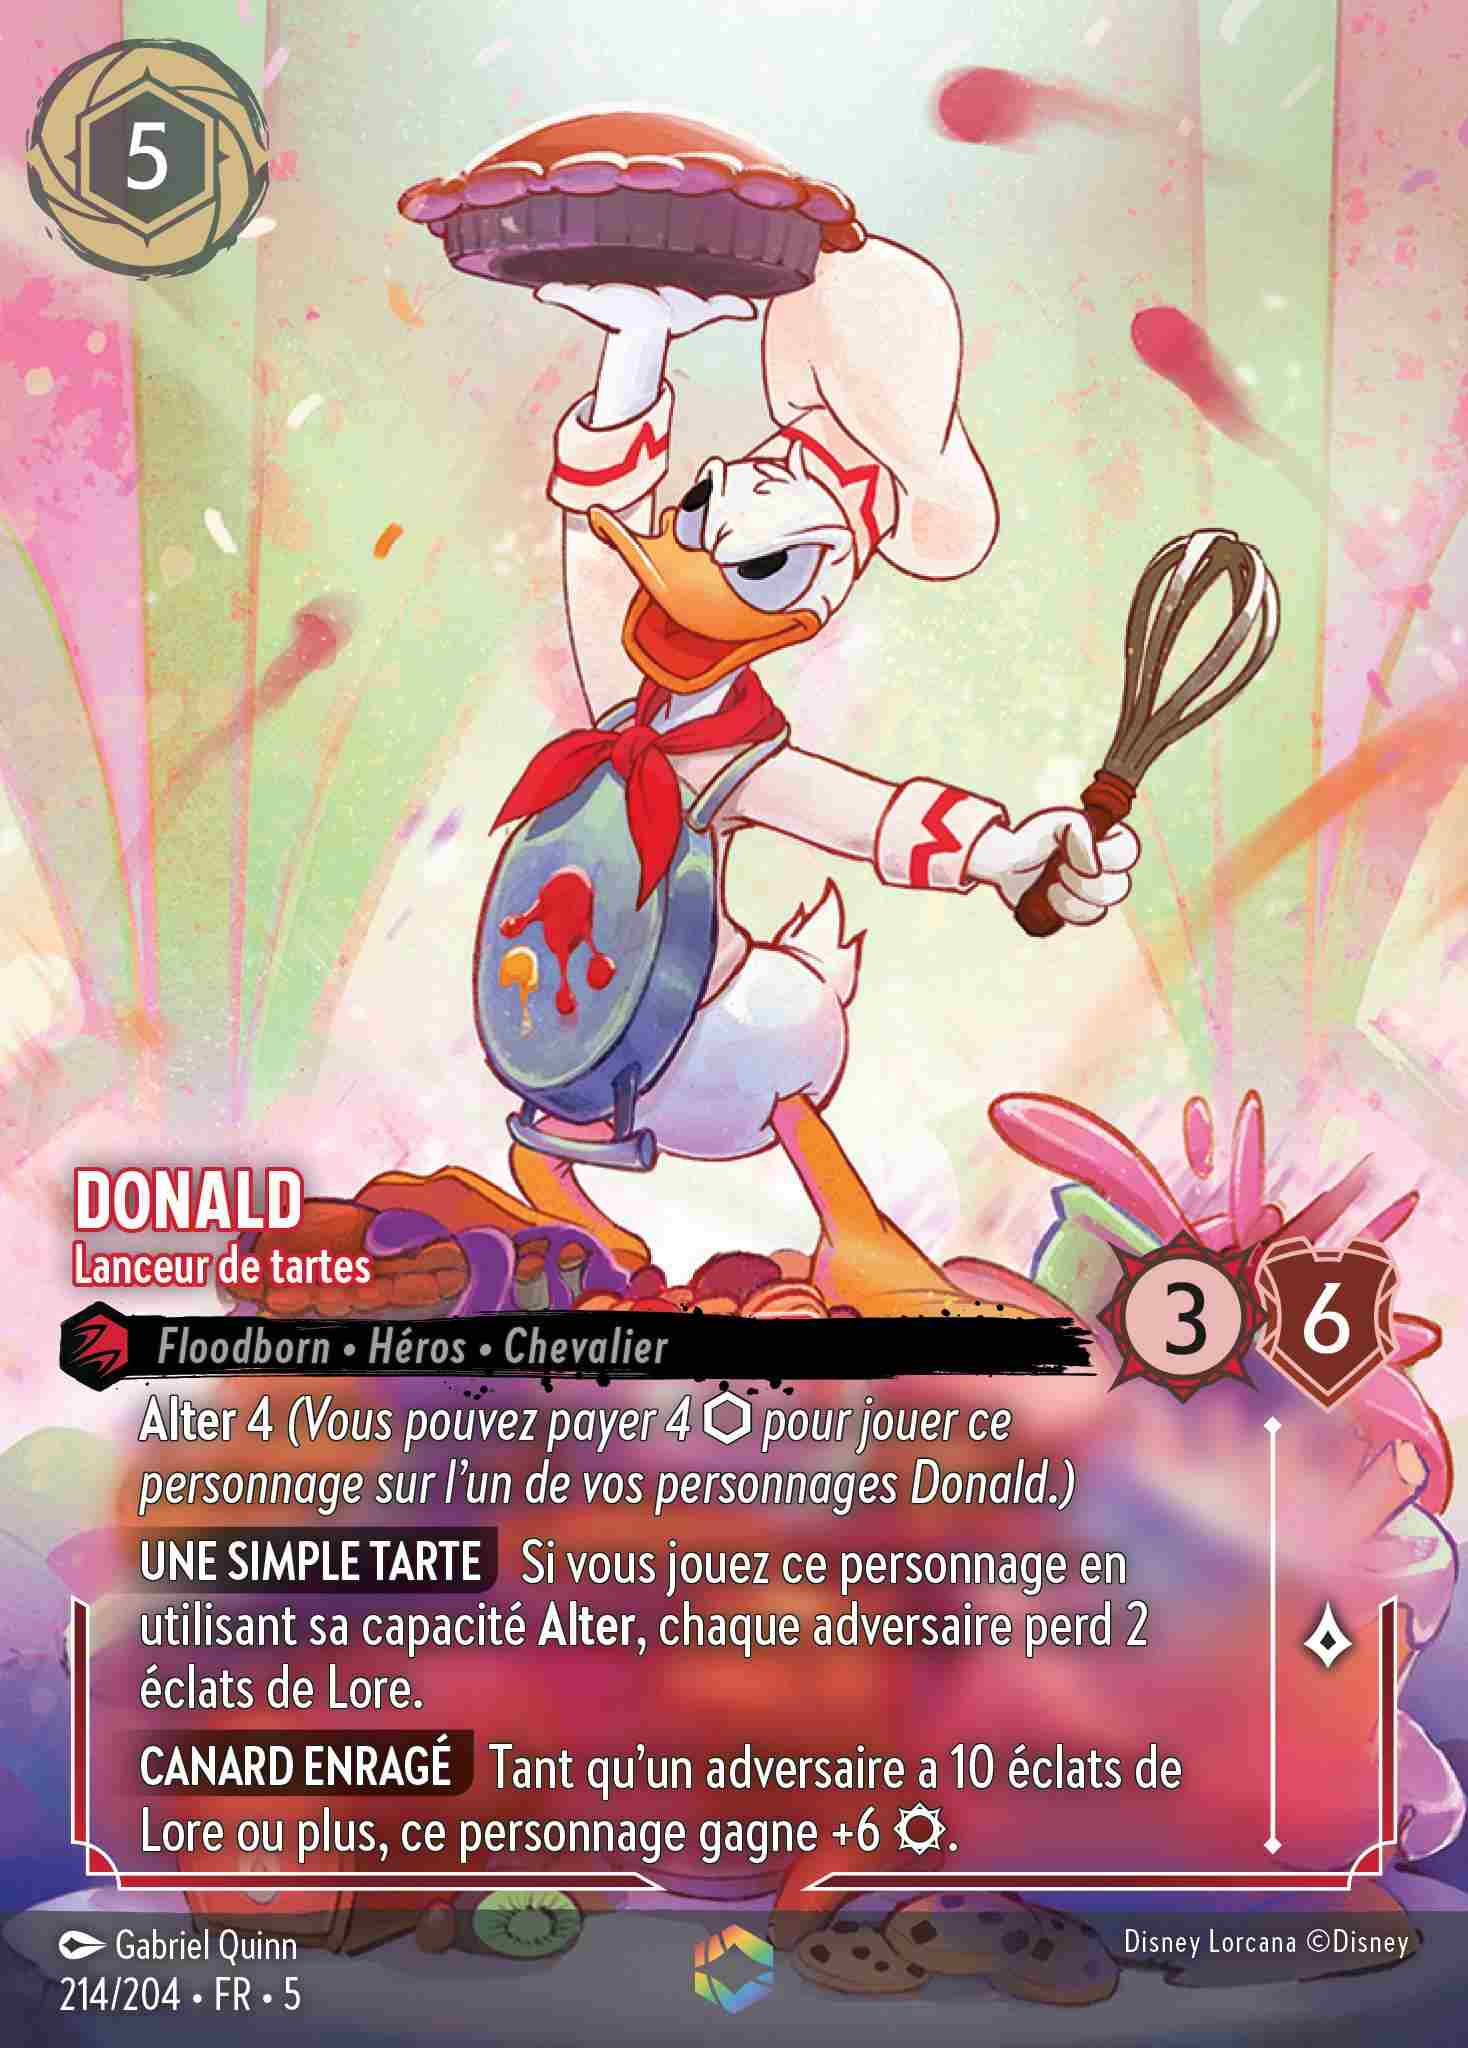 5
DONALD
Lanceur de tartes
Floodborn • Héros • Chevalier
3
6
Alter 4 (Vous pouvez payer 4 pour jouer ce
personnage sur l’un de vos personnages Donald.)
UNE SIMPLE TARTE Si vous jouez ce personnage en
utilisant sa capacité Alter, chaque adversaire perd 2
éclats de Lore.
CANARD ENRAGÉ Tant qu’un adversaire a 10 éclats de
Lore ou plus, ce personnage gagne +6 .
Gabriel Quinn
Disney Lorcana ©Disney
214/204 • FR • 5